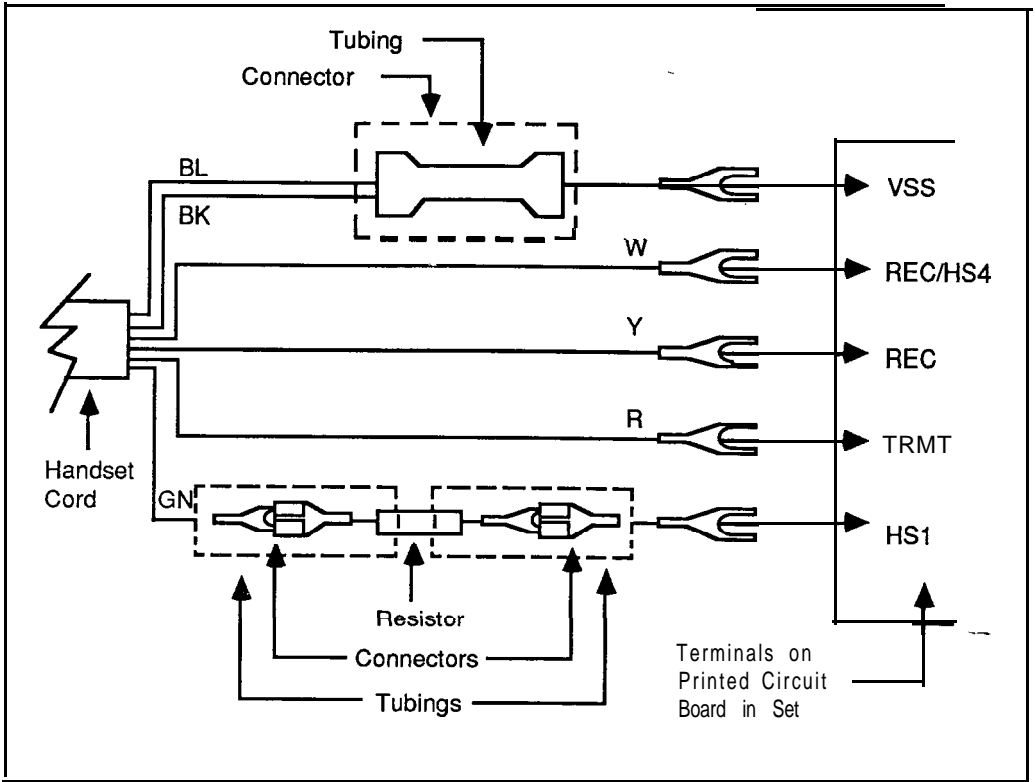 Tubing
Connector
BL
BK
VSS
W
REC/HS4
Y
REC
R
TRMT
Handset
Cord
GN
HS1
Resistor
Connectors
Tubings
Terminals on
Printed Circuit
Board in Set